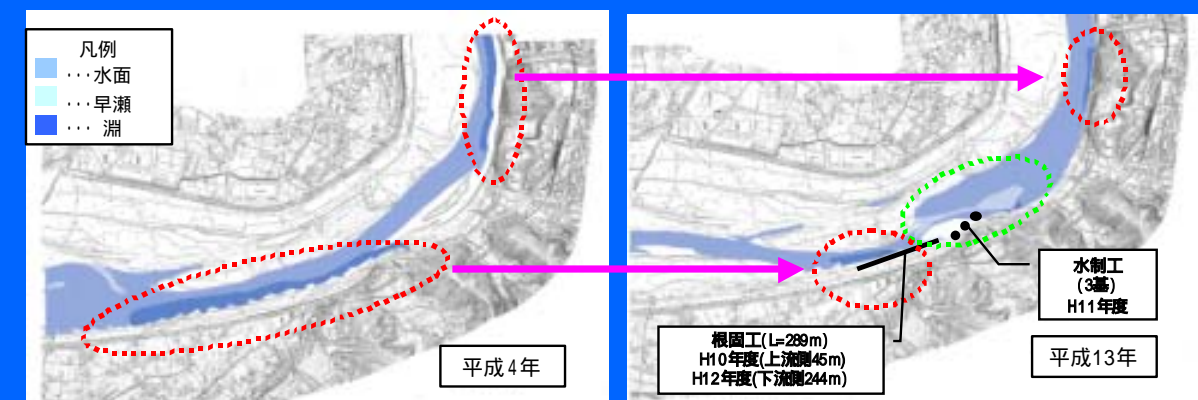 凡例
･･･水面
･･･早瀬
･･･ 淵
平成4年
水制工
(3基)
H11年度
根固工(L=289m)
H10年度(上流側45m)
H12年度(下流側244m)
平成13年